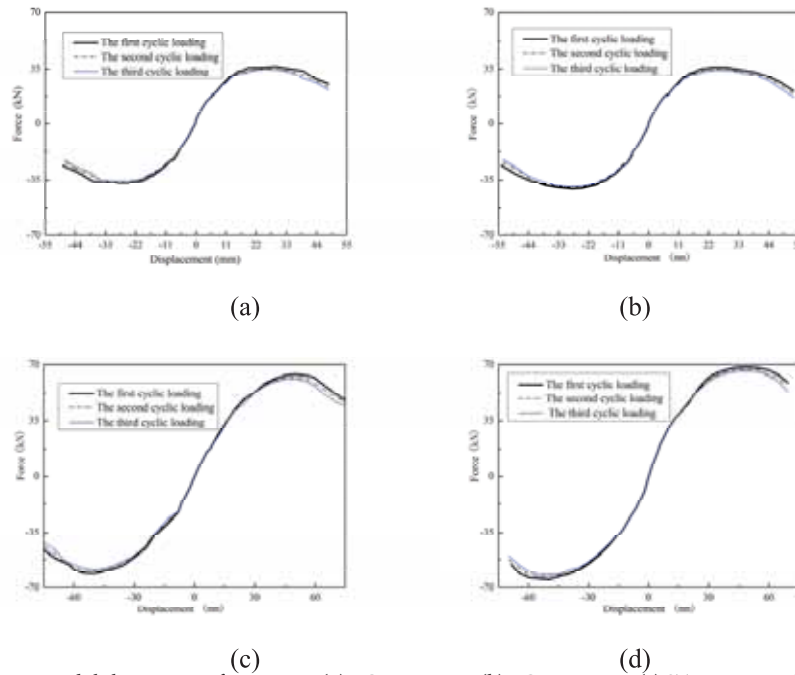 70
The first cyclic loading
The second cyclic loading
The third cyclic loading
35
0
-35
-70
Force (kN)
-55 -44 -33 -22 -11 0 11 22 33 44 55
Displacement (mm)
(a)
70
The first cyclic loading
The second cyclic loading
The third cyclic loading
35
0
-35
-70
Force (kN)
-55 -44 -33 -22 -11 0 11 22 33 44
Displacement (mm)
(b)
70
The first cyclic loading
The second cyclic loading
The third cyclic loading
35
0
-35
-70
Force (kN)
-60 -30 0 30 60
Displacement (mm)
(c)
70
The first cyclic loading
The second cyclic loading
The third cyclic loading
35
0
-35
-70
Force (kN)
-60 -30 0 30 60
Displacement (mm)
(d)